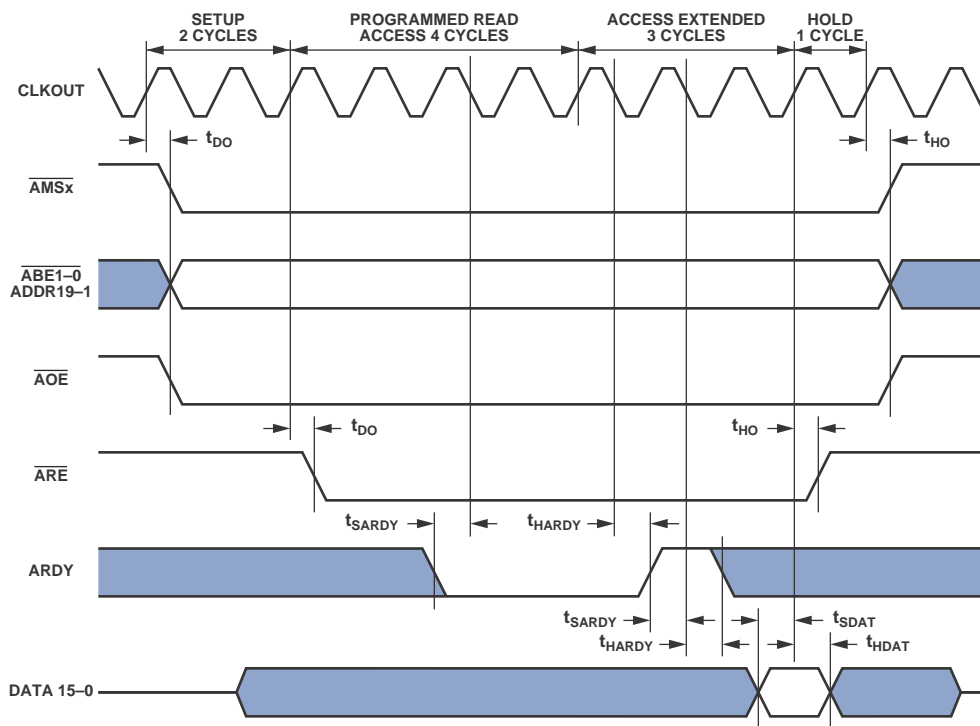 SETUP
2 CYCLES
PROGRAMMED READ
ACCESS 4 CYCLES
ACCESS EXTENDED
3 CYCLES
HOLD
1 CYCLE
CLKOUT
tDO
tHO
AMSx
ABE1–0
ADDR19–1
AOE
tDO
tHO
ARE
tSARDY
tHARDY
ARDY
tSARDY
tSDAT
tHARDY
tHDAT
DATA 15–0